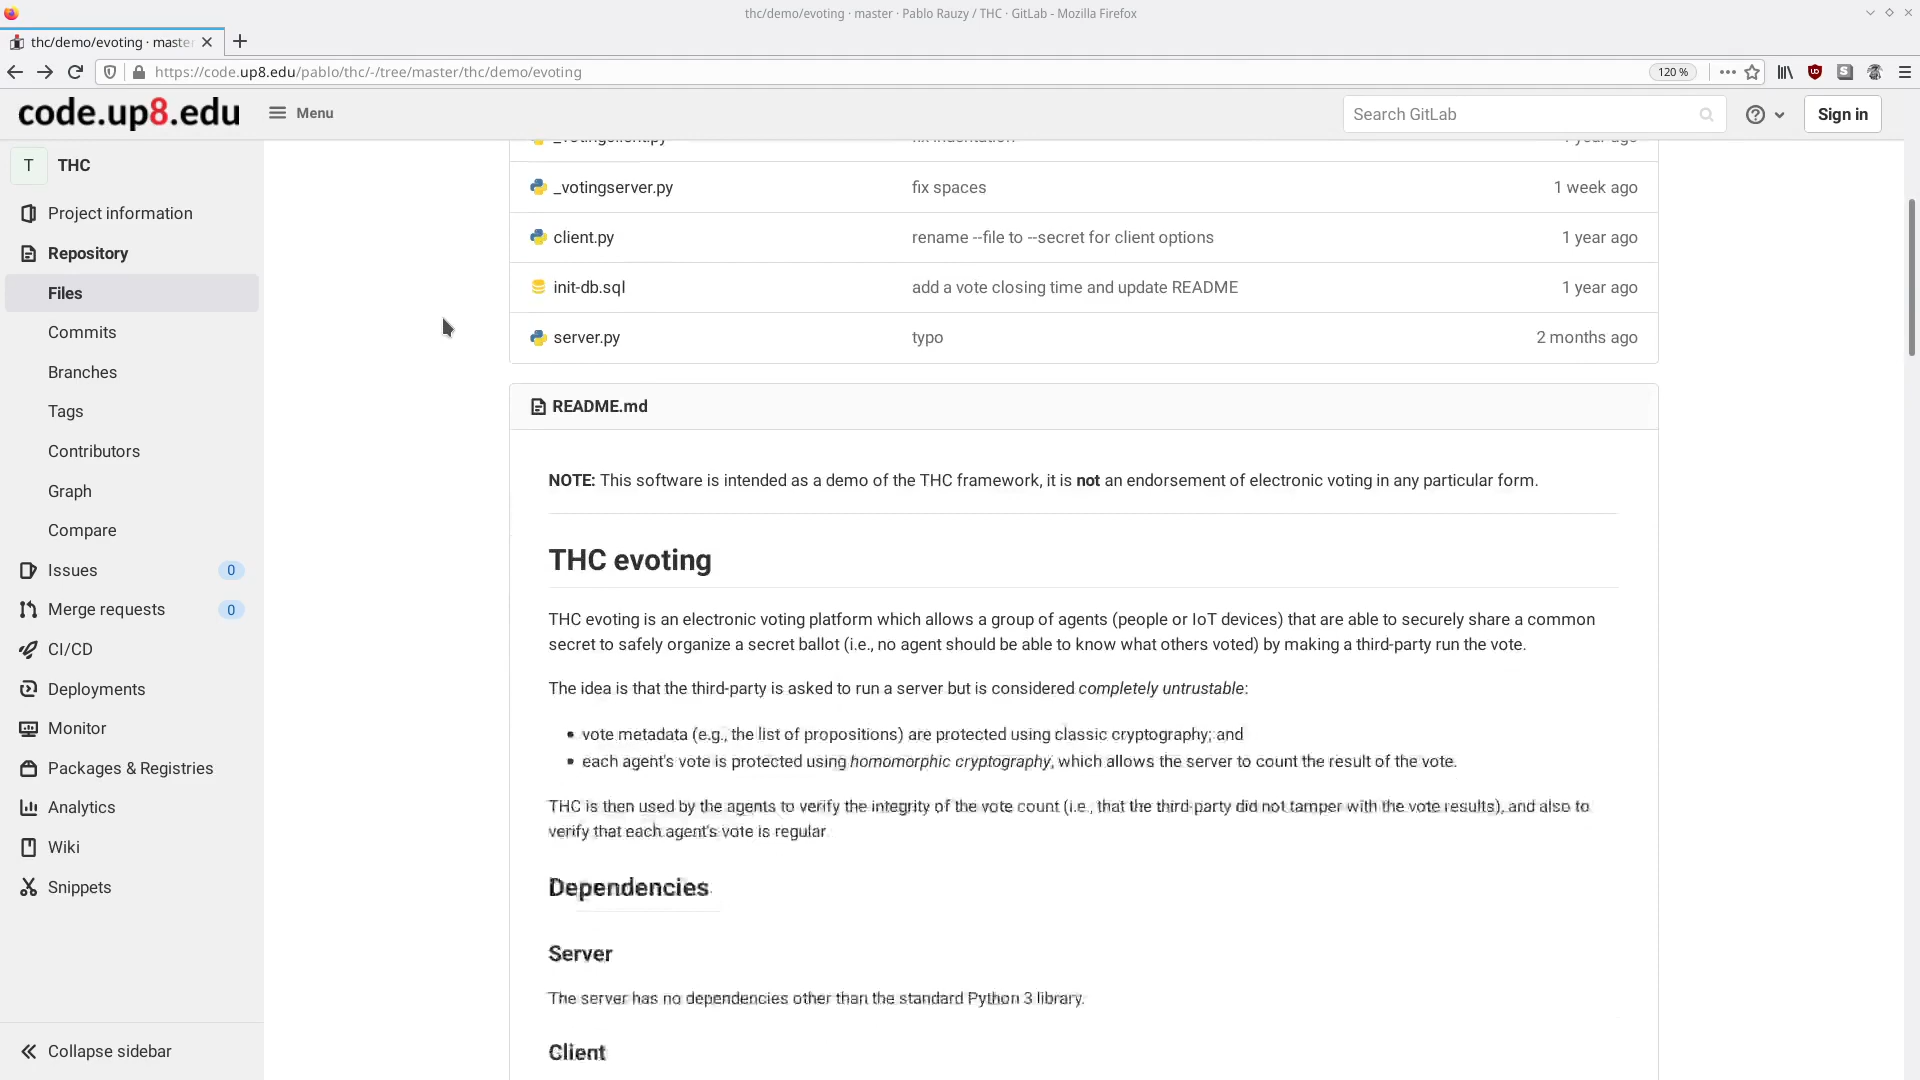 thc/demo/evoting · master · Pablo Rauzy / THC · GitLab - Mozilla Firefox
thc/demo/evoting · maste
https://code.up8.edu/pablo/thc/-/tree/master/thc/demo/evoting
120 %
code.up8.edu
Menu
Search GitLab
Sign in
T THC
Project information
Repository
Files
Commits
Branches
Tags
Contributors
Graph
Compare
Issues 0
Merge requests 0
CI/CD
Deployments
Monitor
Packages & Registries
Analytics
Wiki
Snippets
Collapse sidebar
_votingclient.py fix indentation 1 year ago
_votingserver.py fix spaces 1 week ago
client.py rename --file to --secret for client options 1 year ago
init-db.sql add a vote closing time and update README 1 year ago
server.py typo 2 months ago
README.md
NOTE: This software is intended as a demo of the THC framework, it is not an endorsement of electronic voting in any particular form.
THC evoting
THC evoting is an electronic voting platform which allows a group of agents (people or IoT devices) that are able to securely share a common
secret to safely organize a secret ballot (i.e., no agent should be able to know what others voted) by making a third-party run the vote.
The idea is that the third-party is asked to run a server but is considered completely untrustable:
• vote metadata (e.g., the list of propositions) are protected using classic cryptography; and
• each agent's vote is protected using homomorphic cryptography, which allows the server to count the result of the vote.
THC is then used by the agents to verify the integrity of the vote count (i.e., that the third-party did not tamper with the vote results), and also to
verify that each agent's vote is regular.
Dependencies
Server
The server has no dependencies other than the standard Python 3 library.
Client